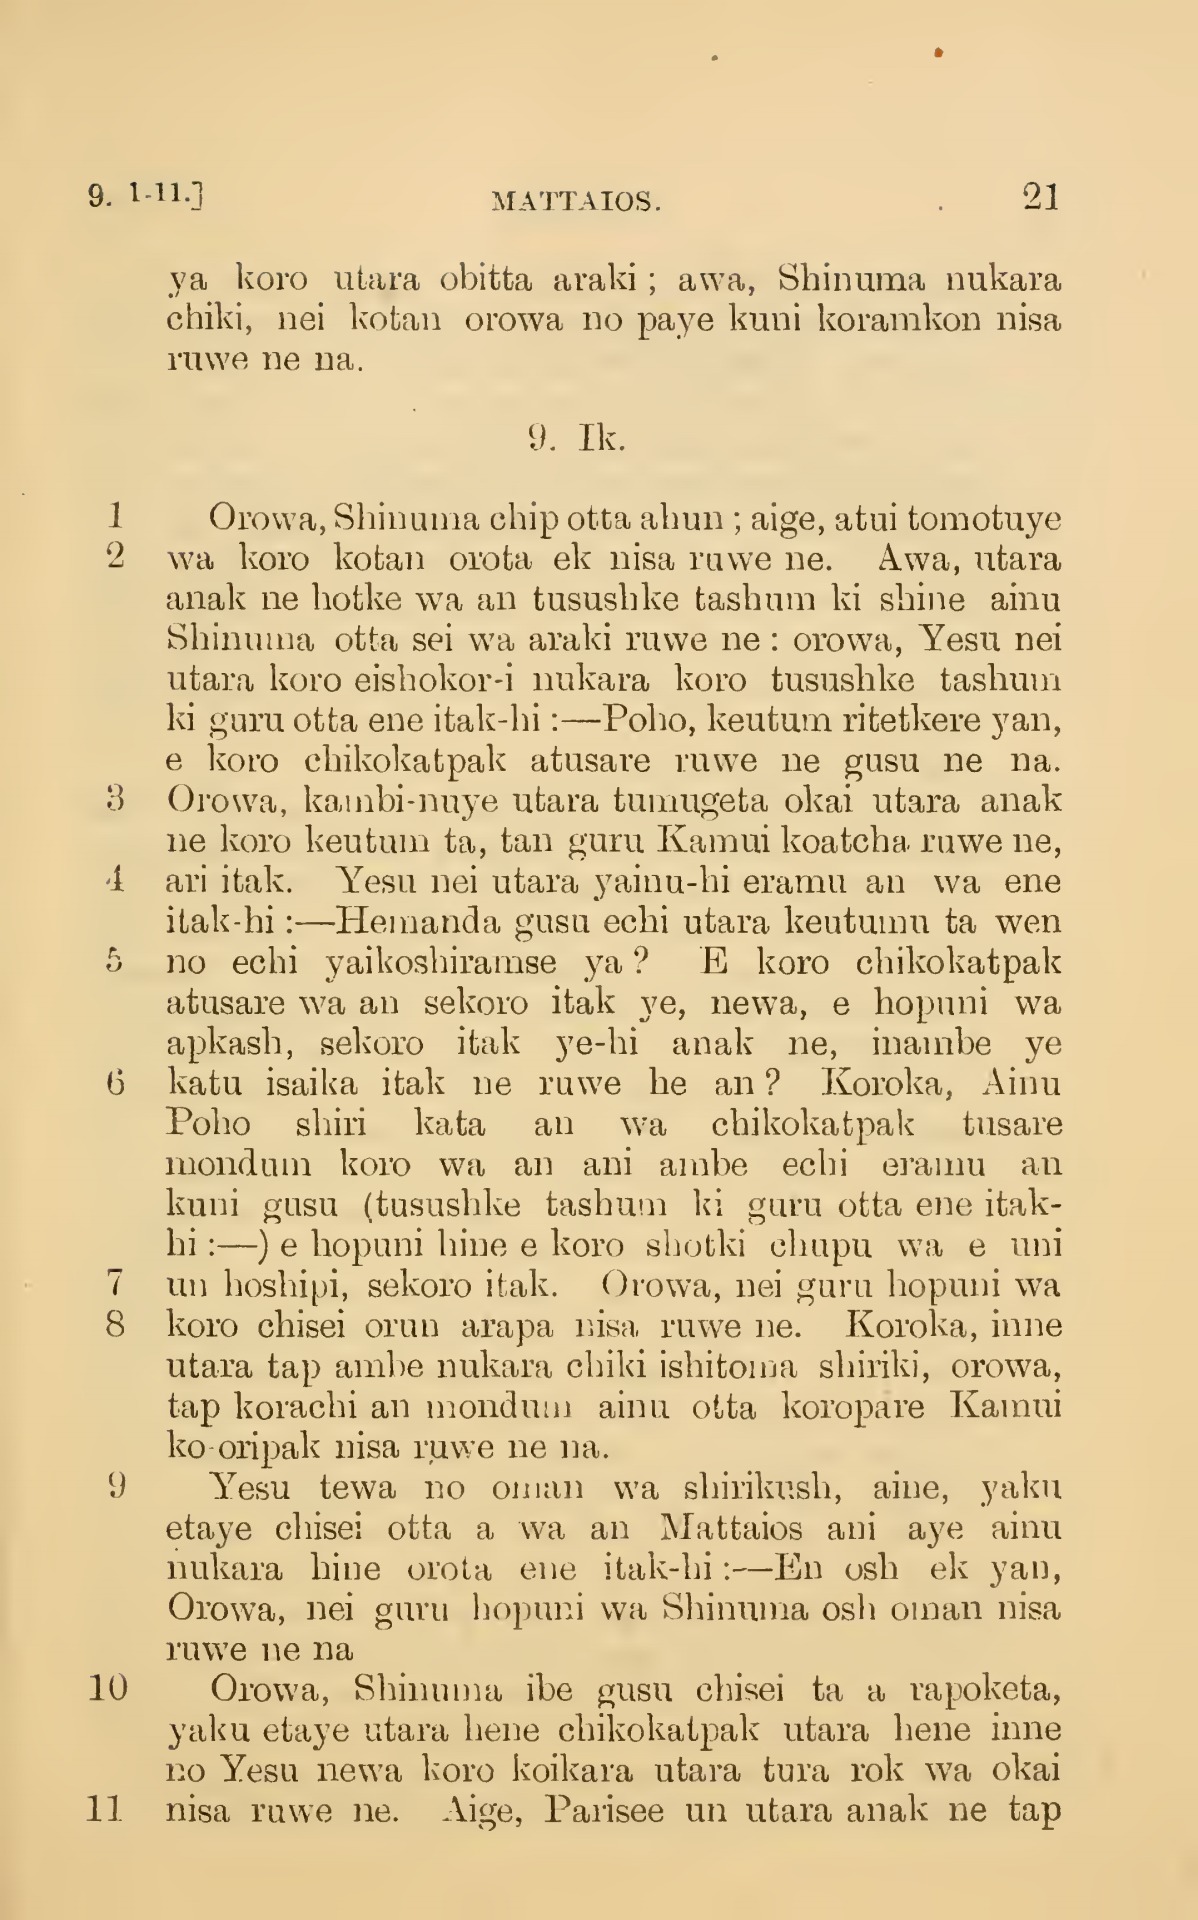 9. 1-11.] MATTAIOS. 21
ya koro utara obitta araki ; awa, Shinuma nukara
chiki, nei kotan orowa no paye kuni koramkon nisa
ruwe ne na.
9. Ik.
1 Orowa, Shinuma chip otta ahun ; aige, atui tomotuye
2 wa koro kotan orota ek nisa ruwe ne. Awa, utara
anak ne hotke wa an tusushke tashum ki shine ainu
Shinuma otta sei wa araki ruwe ne : orowa, Yesu nei
utara koro eishokor-i nukara koro tusushke tashum
ki guru otta ene itak-hi :—Poho, keutum ritetkere yan,
e koro chikokatpak atusare ruwe ne gusu ne na.
3 Orowa, kambi-nuye utara tumugeta okai utara anak
ne koro keutum ta, tan guru Kamui koatcha ruwe ne,
4 ari itak. Yesu nei utara yainu-hi eramu an wa ene
itak-hi :—Hemanda gusu echi utara keutumu ta wen
5 no echi yaikoshiramse ya ? E koro chikokatpak
atusare wa an sekoro itak ye, newa, e hopuni wa
apkash, sekoro itak ye-hi anak ne, inambe ye
6 katu isaika itak ne ruwe he an ? Koroka, Ainu
Poho shiri kata an wa chikokatpak tusare
mondum koro wa an ani ambe echi eramu an
kuni gusu (tusushke tashum ki guru otta ene itak-
hi :—) e hopuni hine e koro shotki chupu wa e uni
7 un hoshipi, sekoro itak. Orowa, nei guru hopuni wa
8 koro chisei orun arapa nisa ruwe ne. Koroka, inne
utara tap ambe nukara chiki ishitoma shiriki, orowa,
tap korachi an mondum ainu otta koropare Kamui
ko-oripak nisa ruwe ne na.
9 Yesu tewa no oman wa shirikush, aine, yaku
etaye chisei otta a wa an Mattaios ani aye ainu
nukara hine orota ene itak-hi :—En osh ek yan,
Orowa, nei guru hopuni wa Shinuma osh oman nisa
ruwe ne na
10 Orowa, Shinuma ibe gusu chisei ta a rapoketa,
yaku etaye utara hene chikokatpak utara hene inne
no Yesu newa koro koikara utara tura rok wa okai
11 nisa ruwe ne. Aige, Parisee un utara anak ne tap